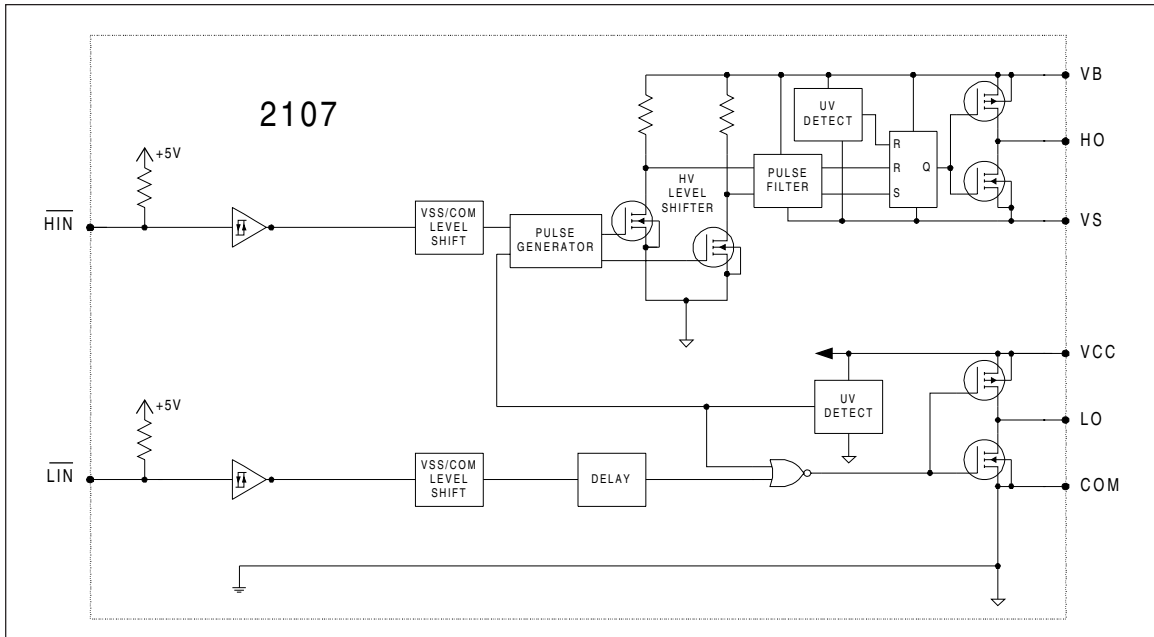 2107
VB
UV
DETECT
+5V
R
HO
R
Q
S
PULSE
FILTER
HV
LEVEL
SHIFTER
HIN
VSS/COM
LEVEL
SHIFT
PULSE
GENERATOR
VS
VCC
+5V
UV
DETECT
LO
LIN
VSS/COM
LEVEL
SHIFT
DELAY
COM